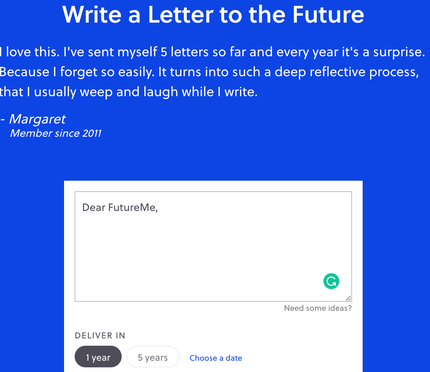 Write a Letter to the Future
I love this. I've sent myself 5 letters so far and every year it's a surprise.
Because I forget so easily. It turns into such a deep reflective process,
that I usually weep and laugh while I write.
- Margaret
Member since 2011
Dear FutureMe,
Need some ideas?
DELIVER IN
1 year
5 years
Choose a date